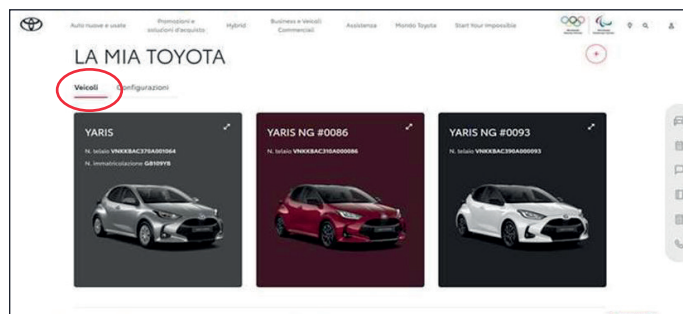 Auto nuove e usate
Promozioni e
soluzioni d'acquisto
Hybrid
Business e Veicoli
Commerciali
Assistenza
Mondo Toyota
Start Your Impossible
LA MIA TOYOTA
Veicoli
Configurazioni
YARIS
N. telaio VNKKBAC370A001064
N. Immatricolazione GB109YB
YARIS NG #0086
N. telaio VNKKBAC310A000086
YARIS NG #0093
N. telaio VNKKBAC390A000093